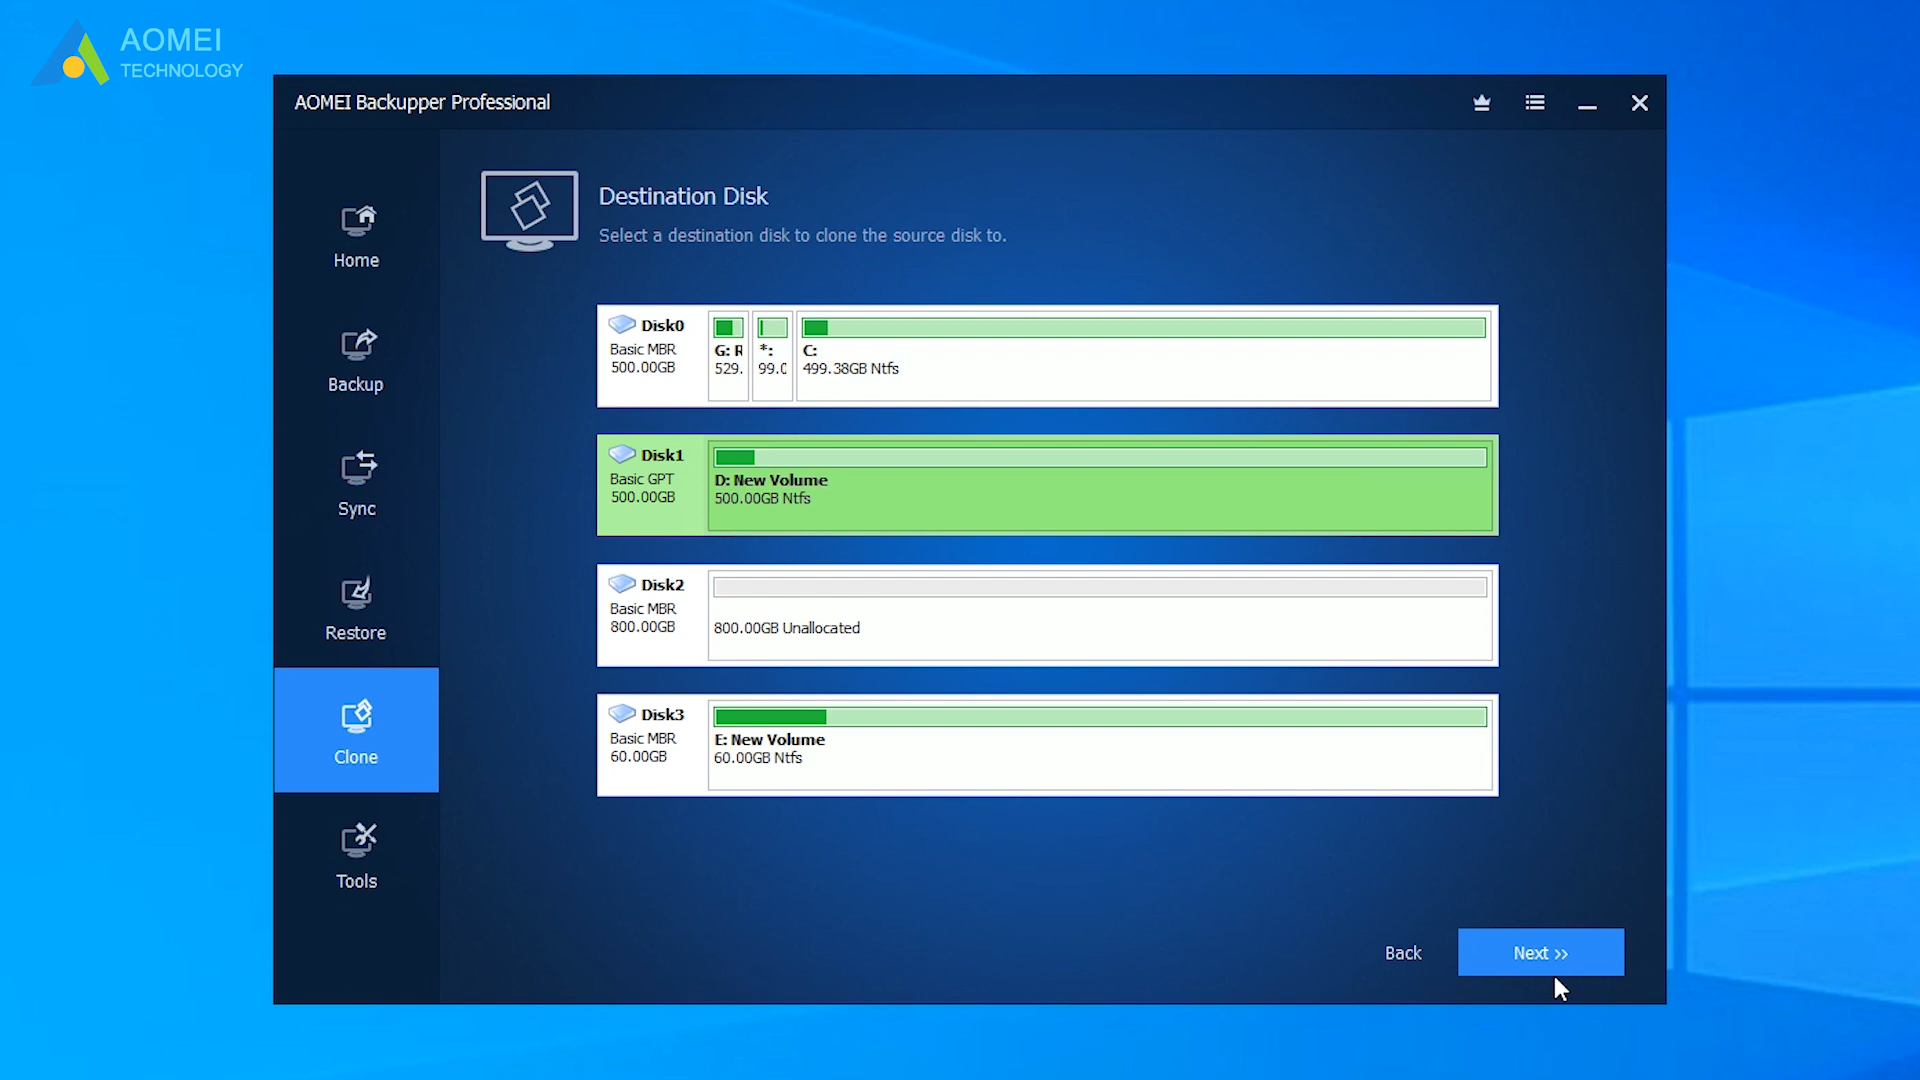 AOMEI
TECHNOLOGY
AOMEI Backupper Professional
Destination Disk
Select a destination disk to clone the source disk to.
Home
Backup
Sync
Restore
Clone
Tools
Disk0
Basic MBR
500.00GB
G: R
529.
*:
99.0
C:
499.38GB Ntfs
Disk1
Basic GPT
500.00GB
D: New Volume
500.00GB Ntfs
Disk2
Basic MBR
800.00GB
800.00GB Unallocated
Disk3
Basic MBR
60.00GB
E: New Volume
60.00GB Ntfs
Back
Next >>